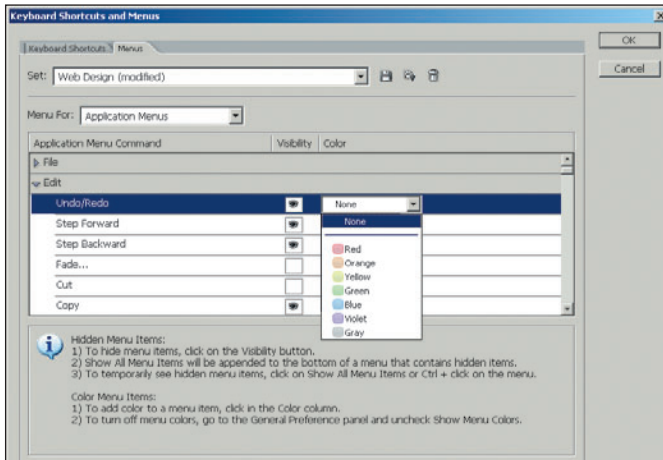 Keyboard Shortcuts and Menus
Keyboard Shortcuts Menus
OK
Set: Web Design (modified)
Cancel
Menu For: Application Menus
Application Menu Command Visibility Color
File
Edit
Undo/Redo None
Step Forward None
Step Backward
Fade... Red
Cut Orange
Yellow
Green
Copy Blue
Violet
Gray
Hidden Menu Items:
1) To hide menu items, click on the Visibility button.
2) Show All Menu Items will be appended to the bottom of a menu that contains hidden items.
3) To temporarily see hidden menu items, click on Show All Menu Items or Ctrl + click on the menu.
Color Menu Items:
1) To add color to a menu item, click in the Color column.
2) To turn off menu colors, go to the General Preference panel and uncheck Show Menu Colors.